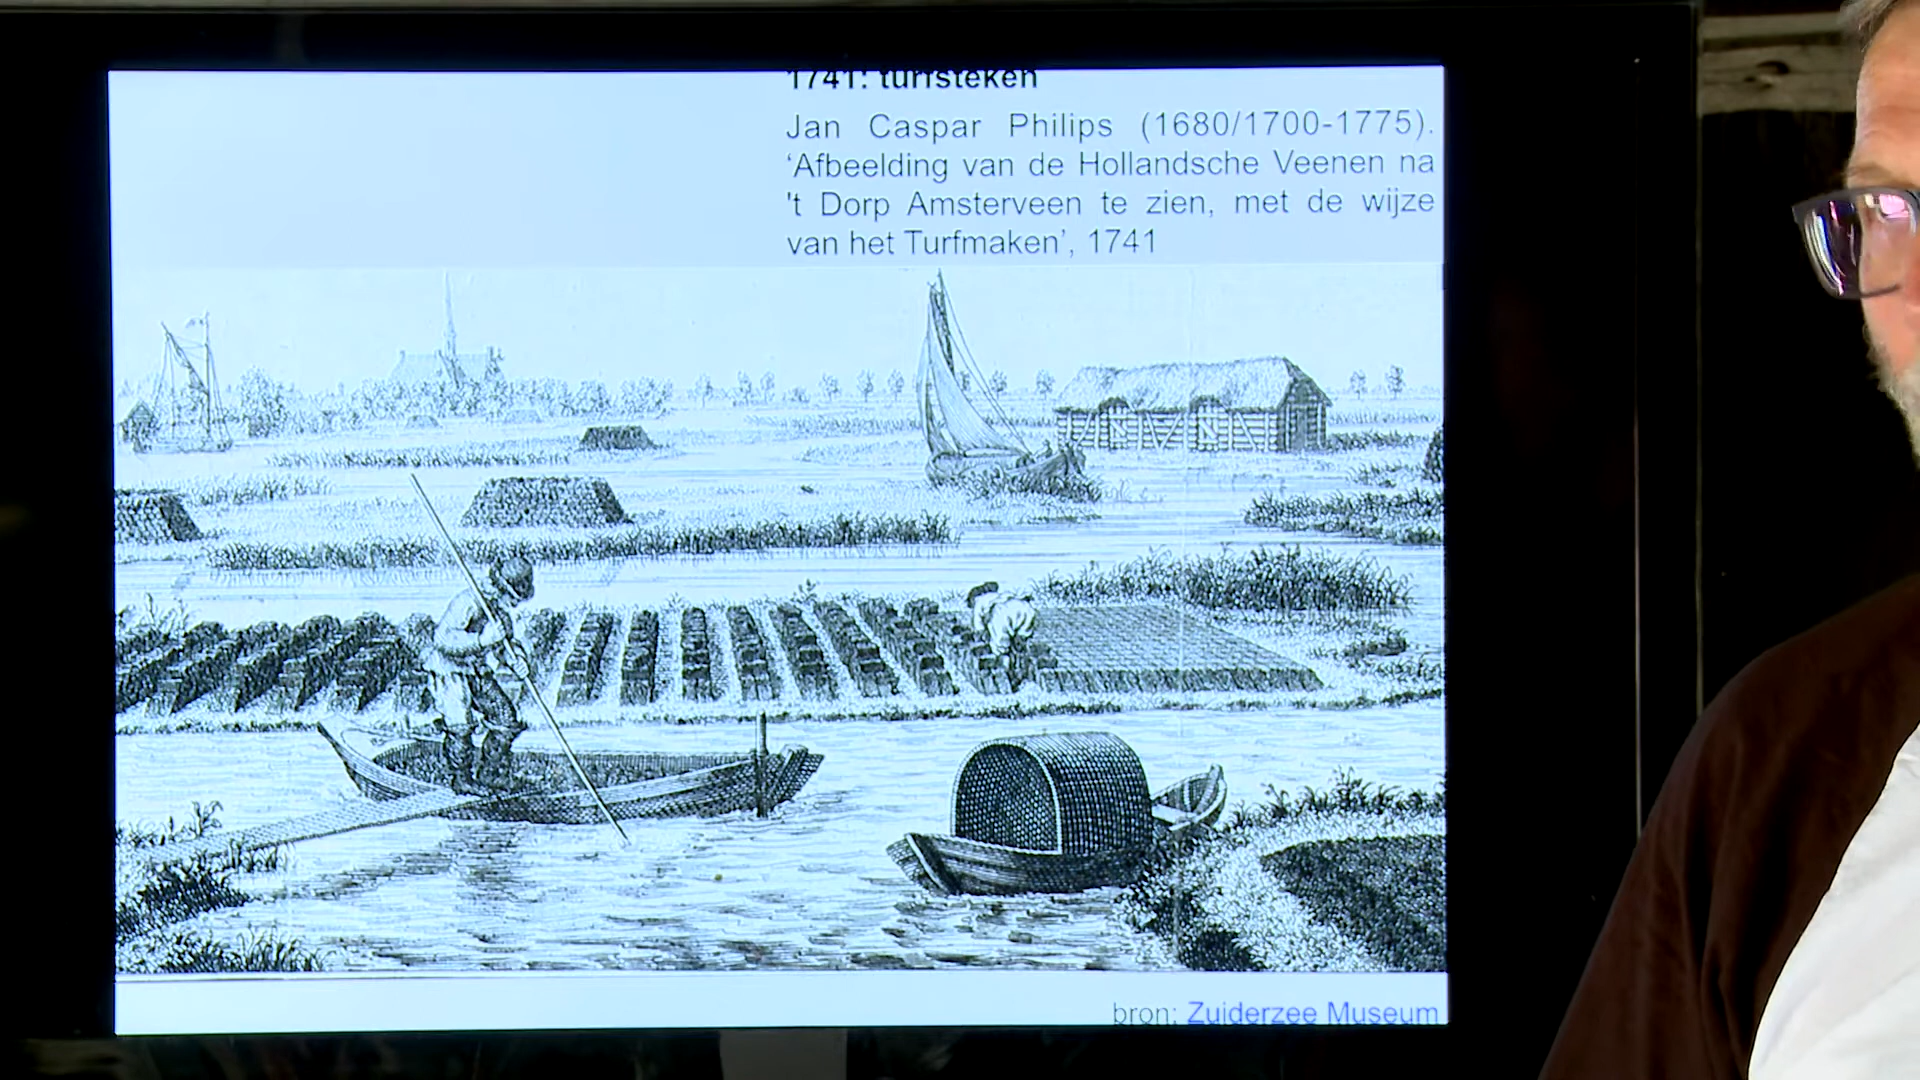 1741: turfsteken
Jan Caspar Philips (1680/1700-1775).
‘Afbeelding van de Hollandsche Veenen na
't Dorp Amsterveen te zien, met de wijze
van het Turfmaken’, 1741
bron: Zuiderzee Museum